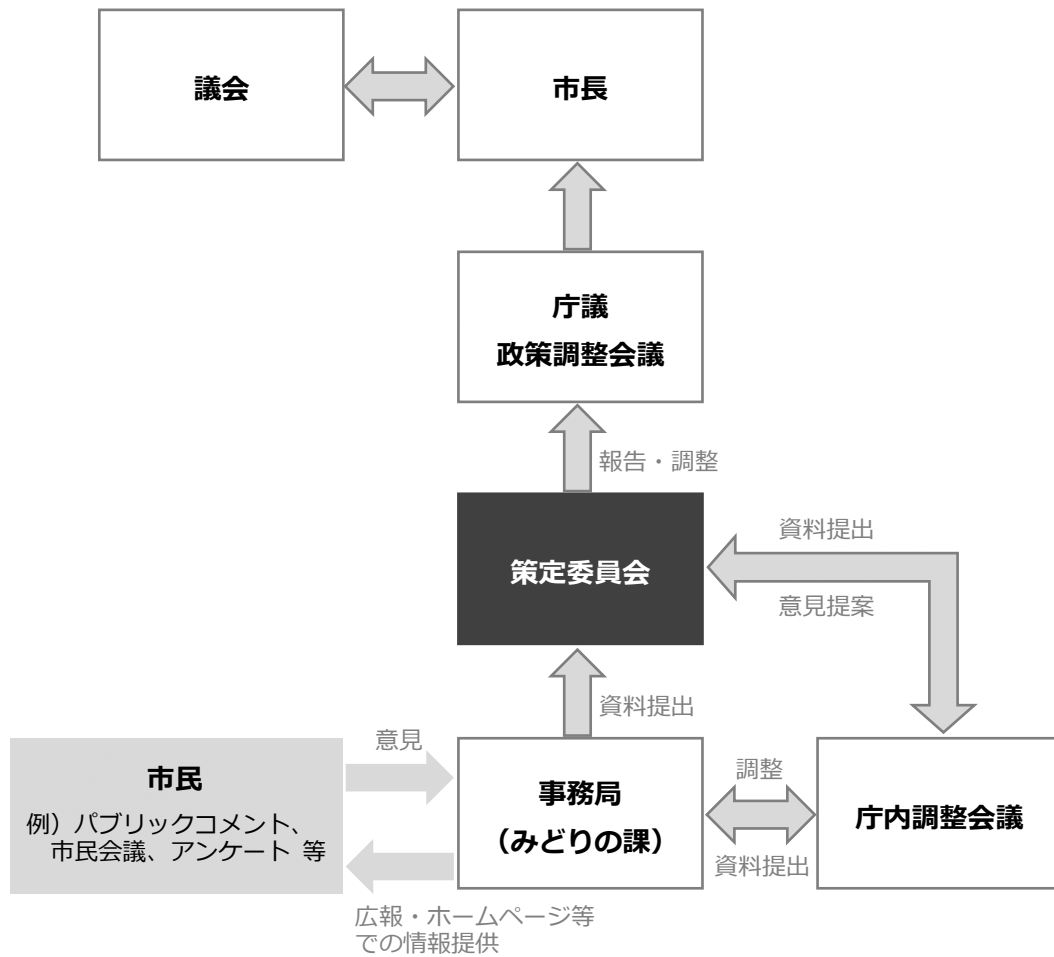 議会
市長
庁議
政策調整会議
報告・調整
策定委員会
資料提出
意見提案
資料提出
意見
市民
例）パブリックコメント、
市民会議、アンケート 等
事務局
（みどりの課）
調整
資料提出
庁内調整会議
広報・ホームページ等
での情報提供